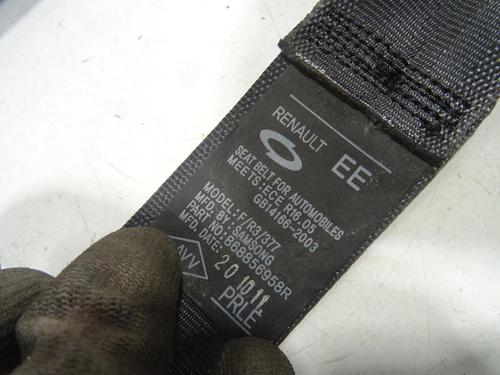 RENAULT
EE
SEAT BELT FOR AUTOMOBILES
MEETS:ECE R16.05
GB14166-2003
MODEL:F/R3/377
MFD.BY:SAMSONG
PART NO:868856958R
MFD.DATE:
PRLE